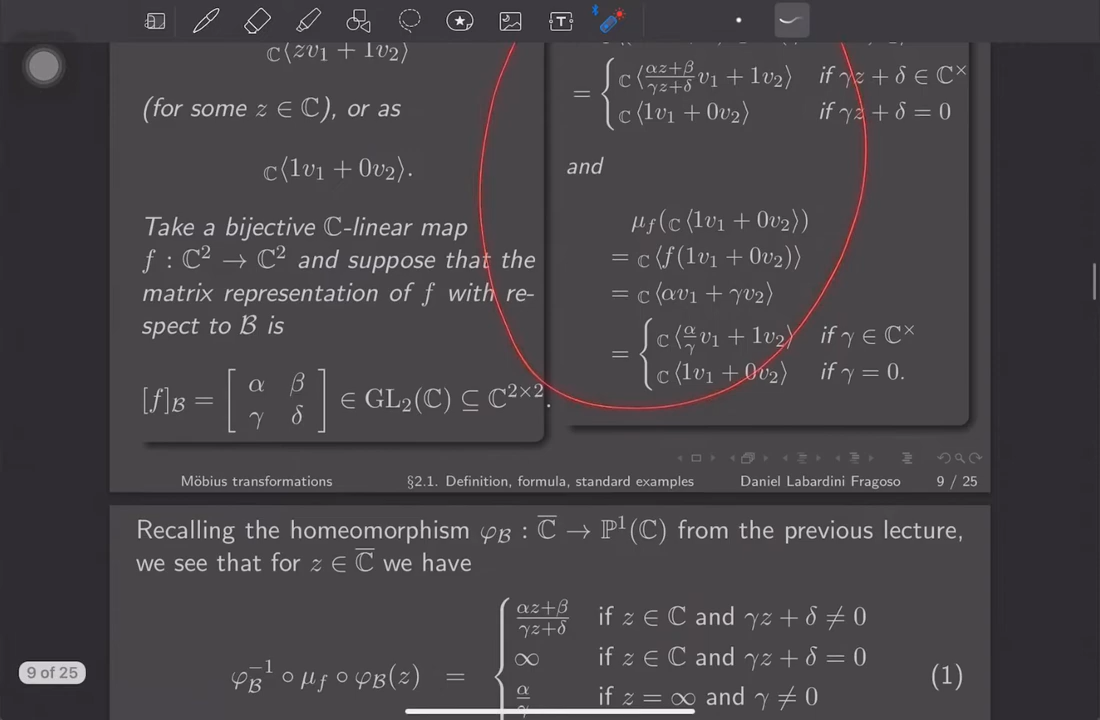 ℂ⟨zv₁ + 1v₂⟩
(for some z ∈ ℂ), or as
ℂ⟨1v₁ + 0v₂⟩.
Take a bijective ℂ-linear map
f : ℂ² → ℂ² and suppose that the
matrix representation of f with re-
spect to ℬ is
[f]ℬ = [ α β
γ δ ] ∈ GL₂(ℂ) ⊆ ℂ²ˣ².
= { ℂ⟨(αz+β)/(γz+δ) v₁ + 1v₂⟩ if γz + δ ∈ ℂ×
ℂ⟨1v₁ + 0v₂⟩ if γz + δ = 0
and
μ_f(ℂ⟨1v₁ + 0v₂⟩)
= ℂ⟨f(1v₁ + 0v₂)⟩
= ℂ⟨αv₁ + γv₂⟩
= { ℂ⟨α/γ v₁ + 1v₂⟩ if γ ∈ ℂ×
ℂ⟨1v₁ + 0v₂⟩ if γ = 0.
Möbius transformations §2.1. Definition, formula, standard examples Daniel Labardini Fragoso 9 / 25
Recalling the homeomorphism φℬ : ℂ̅ → ℙ¹(ℂ) from the previous lecture,
we see that for z ∈ ℂ̅ we have
φℬ⁻¹ ∘ μ_f ∘ φℬ(z) = { (αz+β)/(γz+δ) if z ∈ ℂ and γz + δ ≠ 0
∞ if z ∈ ℂ and γz + δ = 0
α/γ if z = ∞ and γ ≠ 0
(1)
9 of 25